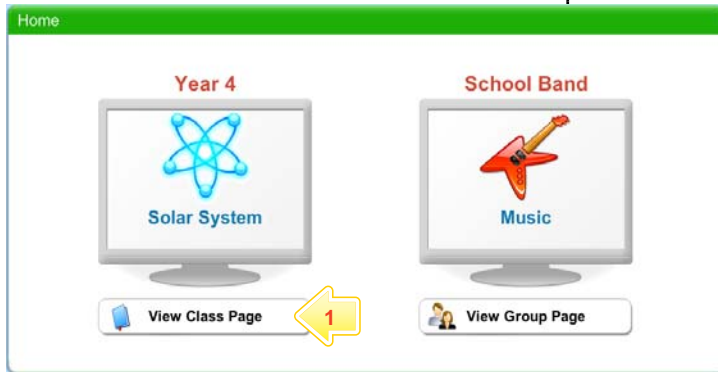 Home
Year 4
School Band
Solar System
Music
View Class Page
1
View Group Page